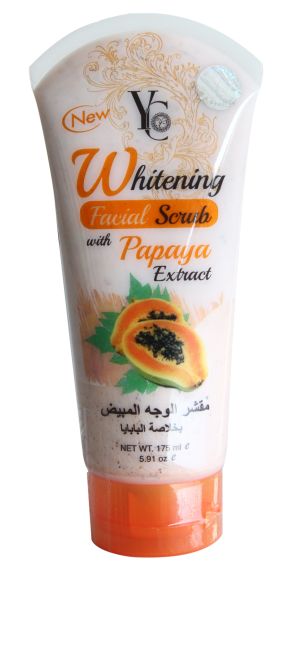 New
YC
Whitening
Facial Scrub
with Papaya
Extract
مقشر الوجه المبيض
بخلاصة البابايا
NET WT. 175 ml e
5.91 oz e